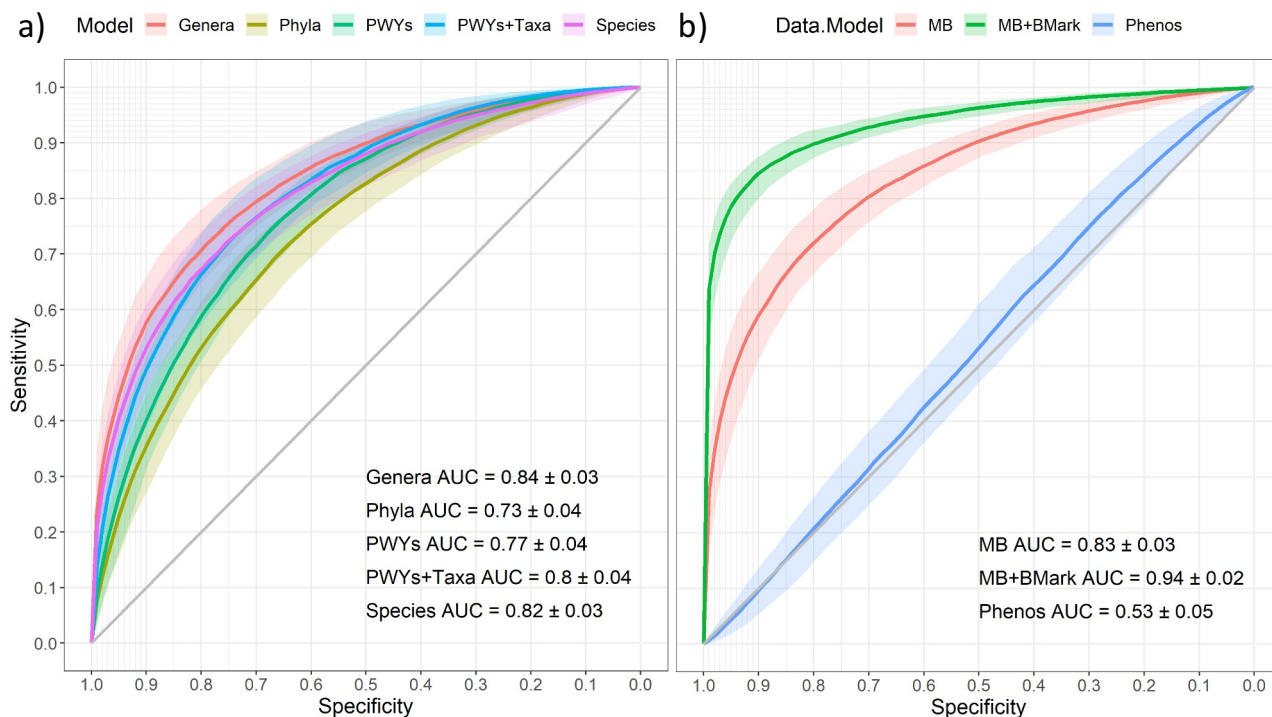 a) Model Genera Phyla PWYs PWYs+Taxa Species
b) Data.Model MB MB+BMark Phenos
Sensitivity
1.0
0.9
0.8
0.7
0.6
0.5
0.4
0.3
0.2
0.1
0.0
Genera AUC = 0.84 ± 0.03
Phyla AUC = 0.73 ± 0.04
PWYs AUC = 0.77 ± 0.04
PWYs+Taxa AUC = 0.8 ± 0.04
Species AUC = 0.82 ± 0.03
1.0 0.9 0.8 0.7 0.6 0.5 0.4 0.3 0.2 0.1 0.0
Specificity
MB AUC = 0.83 ± 0.03
MB+BMark AUC = 0.94 ± 0.02
Phenos AUC = 0.53 ± 0.05
1.0 0.9 0.8 0.7 0.6 0.5 0.4 0.3 0.2 0.1 0.0
Specificity